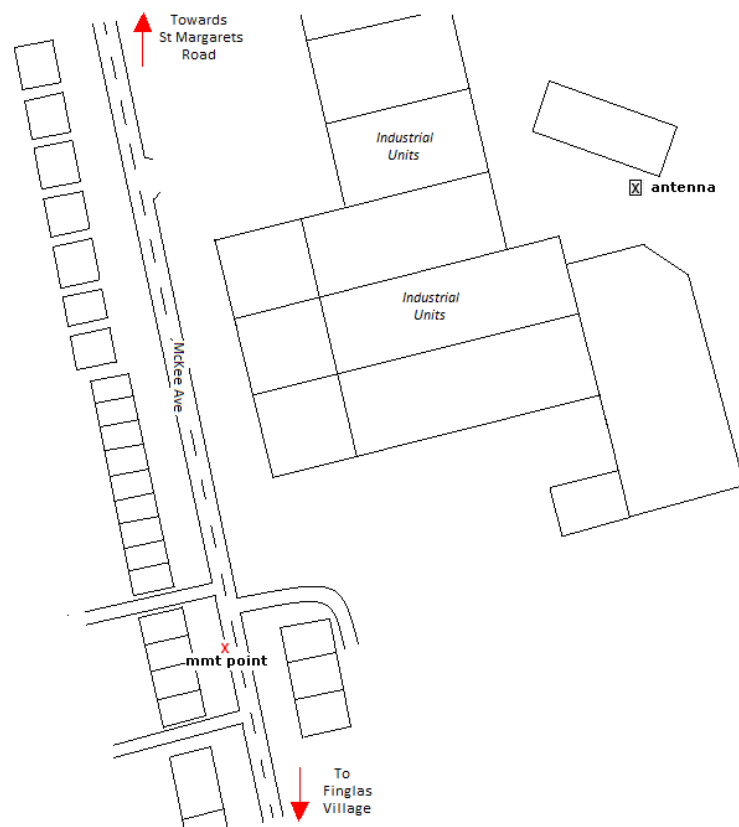 Towards
St Margarets
Road
Industrial
Units
X antenna
Industrial
Units
McKee Ave
X
mmt point
To
Finglas
Village